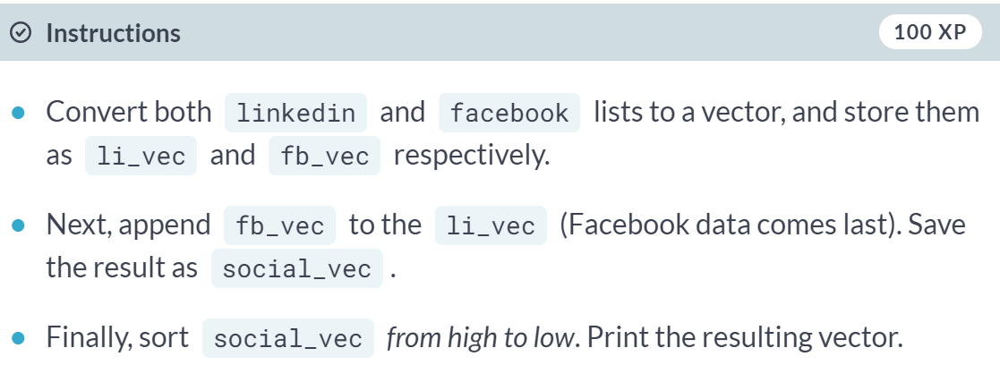 Instructions 100 XP
Convert both linkedin and facebook lists to a vector, and store them
as li_vec and fb_vec respectively.
Next, append fb_vec to the li_vec (Facebook data comes last). Save
the result as social_vec .
Finally, sort social_vec from high to low. Print the resulting vector.